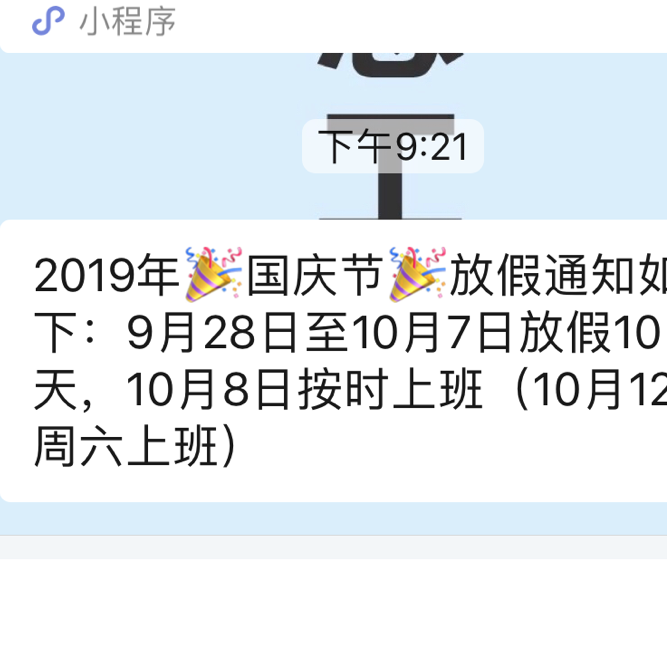 小程序
下午9:21
2019年🎉国庆节🎉放假通知如
下：9月28日至10月7日放假10
天，10月8日按时上班（10月12
周六上班）